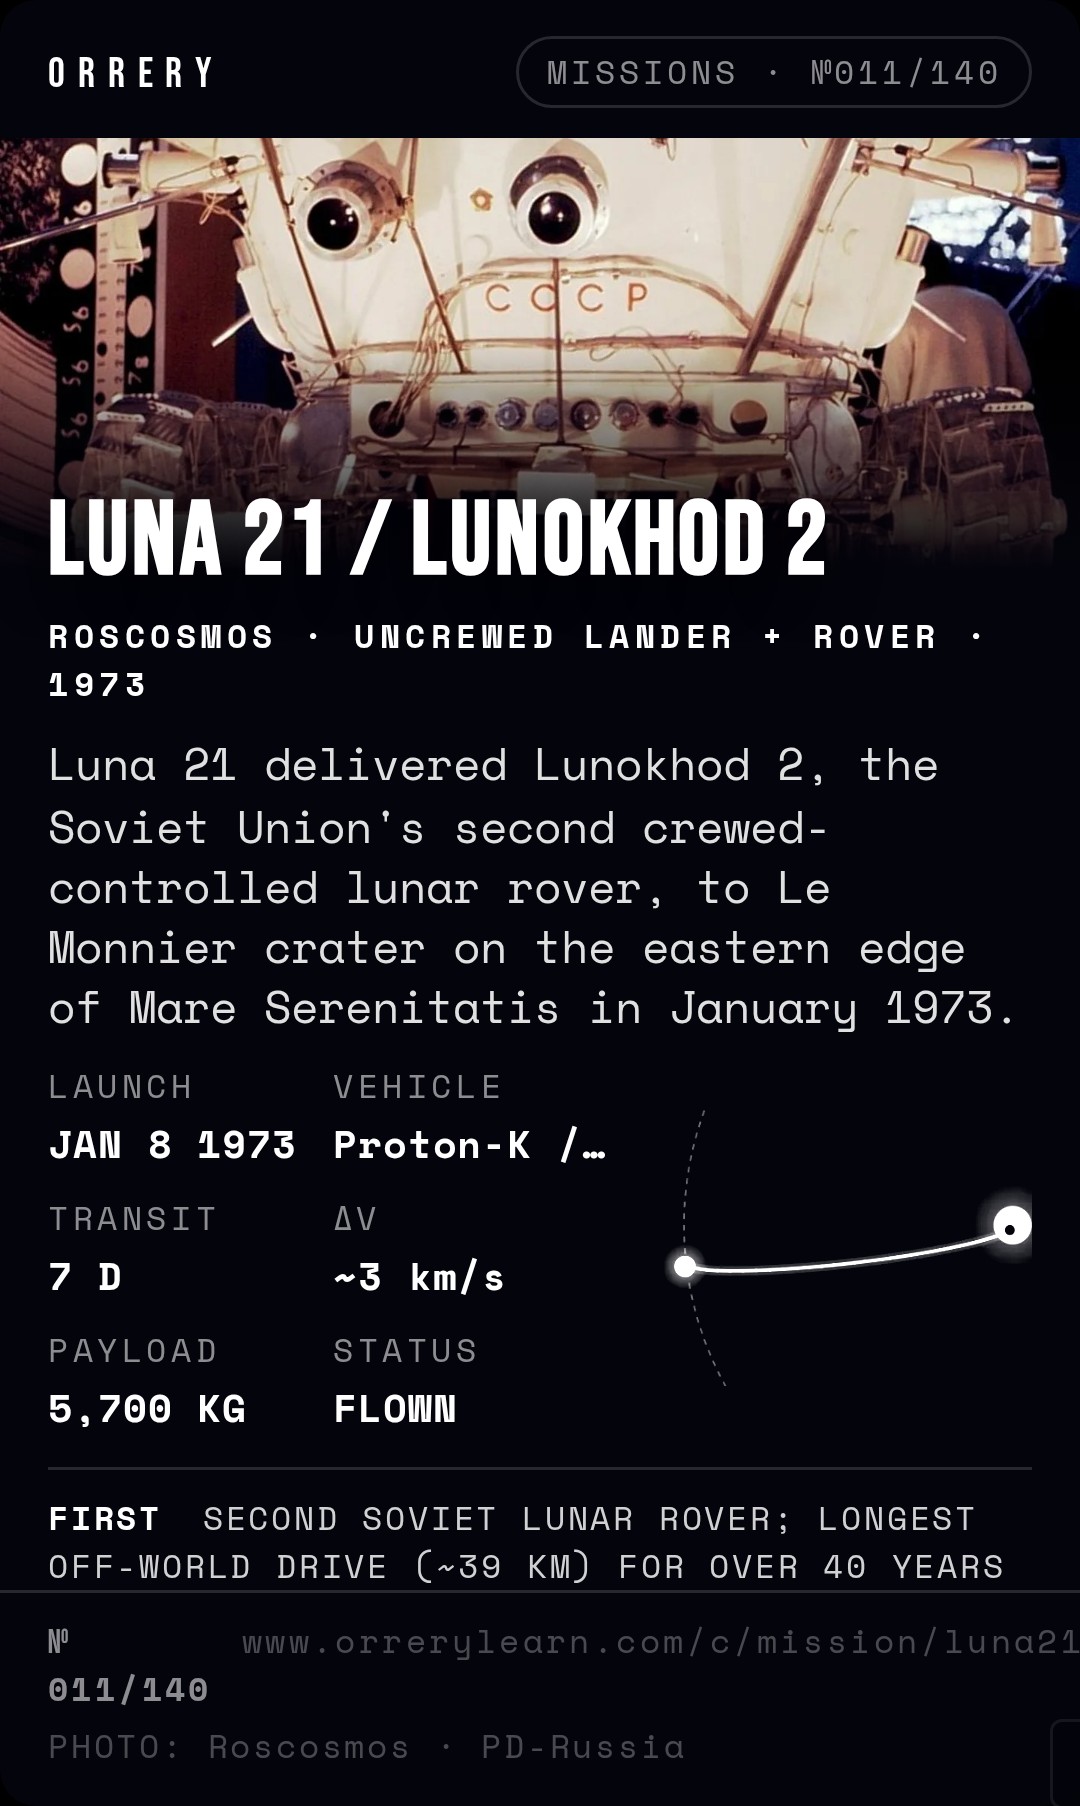 ORRERY
MISSIONS · №011/140
СССР
LUNA 21 / LUNOKHOD 2
ROSCOSMOS · UNCREWED LANDER + ROVER ·
1973
Luna 21 delivered Lunokhod 2, the
Soviet Union's second crewed-
controlled lunar rover, to Le
Monnier crater on the eastern edge
of Mare Serenitatis in January 1973.
LAUNCH VEHICLE
JAN 8 1973 Proton-K /…
TRANSIT ΔV
7 D ~3 km/s
PAYLOAD STATUS
5,700 KG FLOWN
FIRST SECOND SOVIET LUNAR ROVER; LONGEST
OFF-WORLD DRIVE (~39 KM) FOR OVER 40 YEARS
№ www.orrerylearn.com/c/mission/luna21
011/140
PHOTO: Roscosmos · PD-Russia